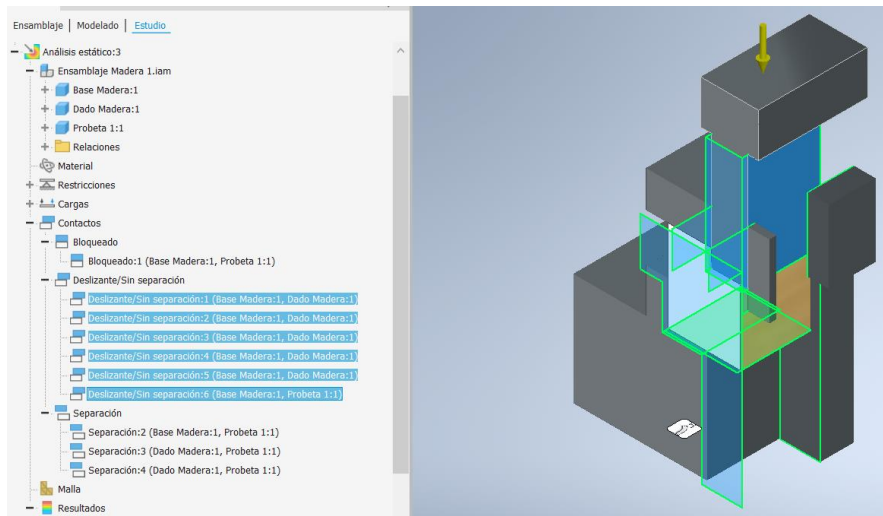 Ensamblaje | Modelado | Estudio
Análisis estático:3
Ensamblaje Madera 1.iam
Base Madera:1
Dado Madera:1
Probeta 1:1
Relaciones
Material
Restricciones
Cargas
Contactos
Bloqueado
Bloqueado:1 (Base Madera:1, Probeta 1:1)
Deslizante/Sin separación
Deslizante/Sin separación:1 (Base Madera:1, Dado Madera:1)
Deslizante/Sin separación:2 (Base Madera:1, Dado Madera:1)
Deslizante/Sin separación:3 (Base Madera:1, Dado Madera:1)
Deslizante/Sin separación:4 (Base Madera:1, Dado Madera:1)
Deslizante/Sin separación:5 (Base Madera:1, Dado Madera:1)
Deslizante/Sin separación:6 (Base Madera:1, Probeta 1:1)
Separación
Separación:2 (Base Madera:1, Probeta 1:1)
Separación:3 (Dado Madera:1, Probeta 1:1)
Separación:4 (Dado Madera:1, Probeta 1:1)
Malla
Resultados